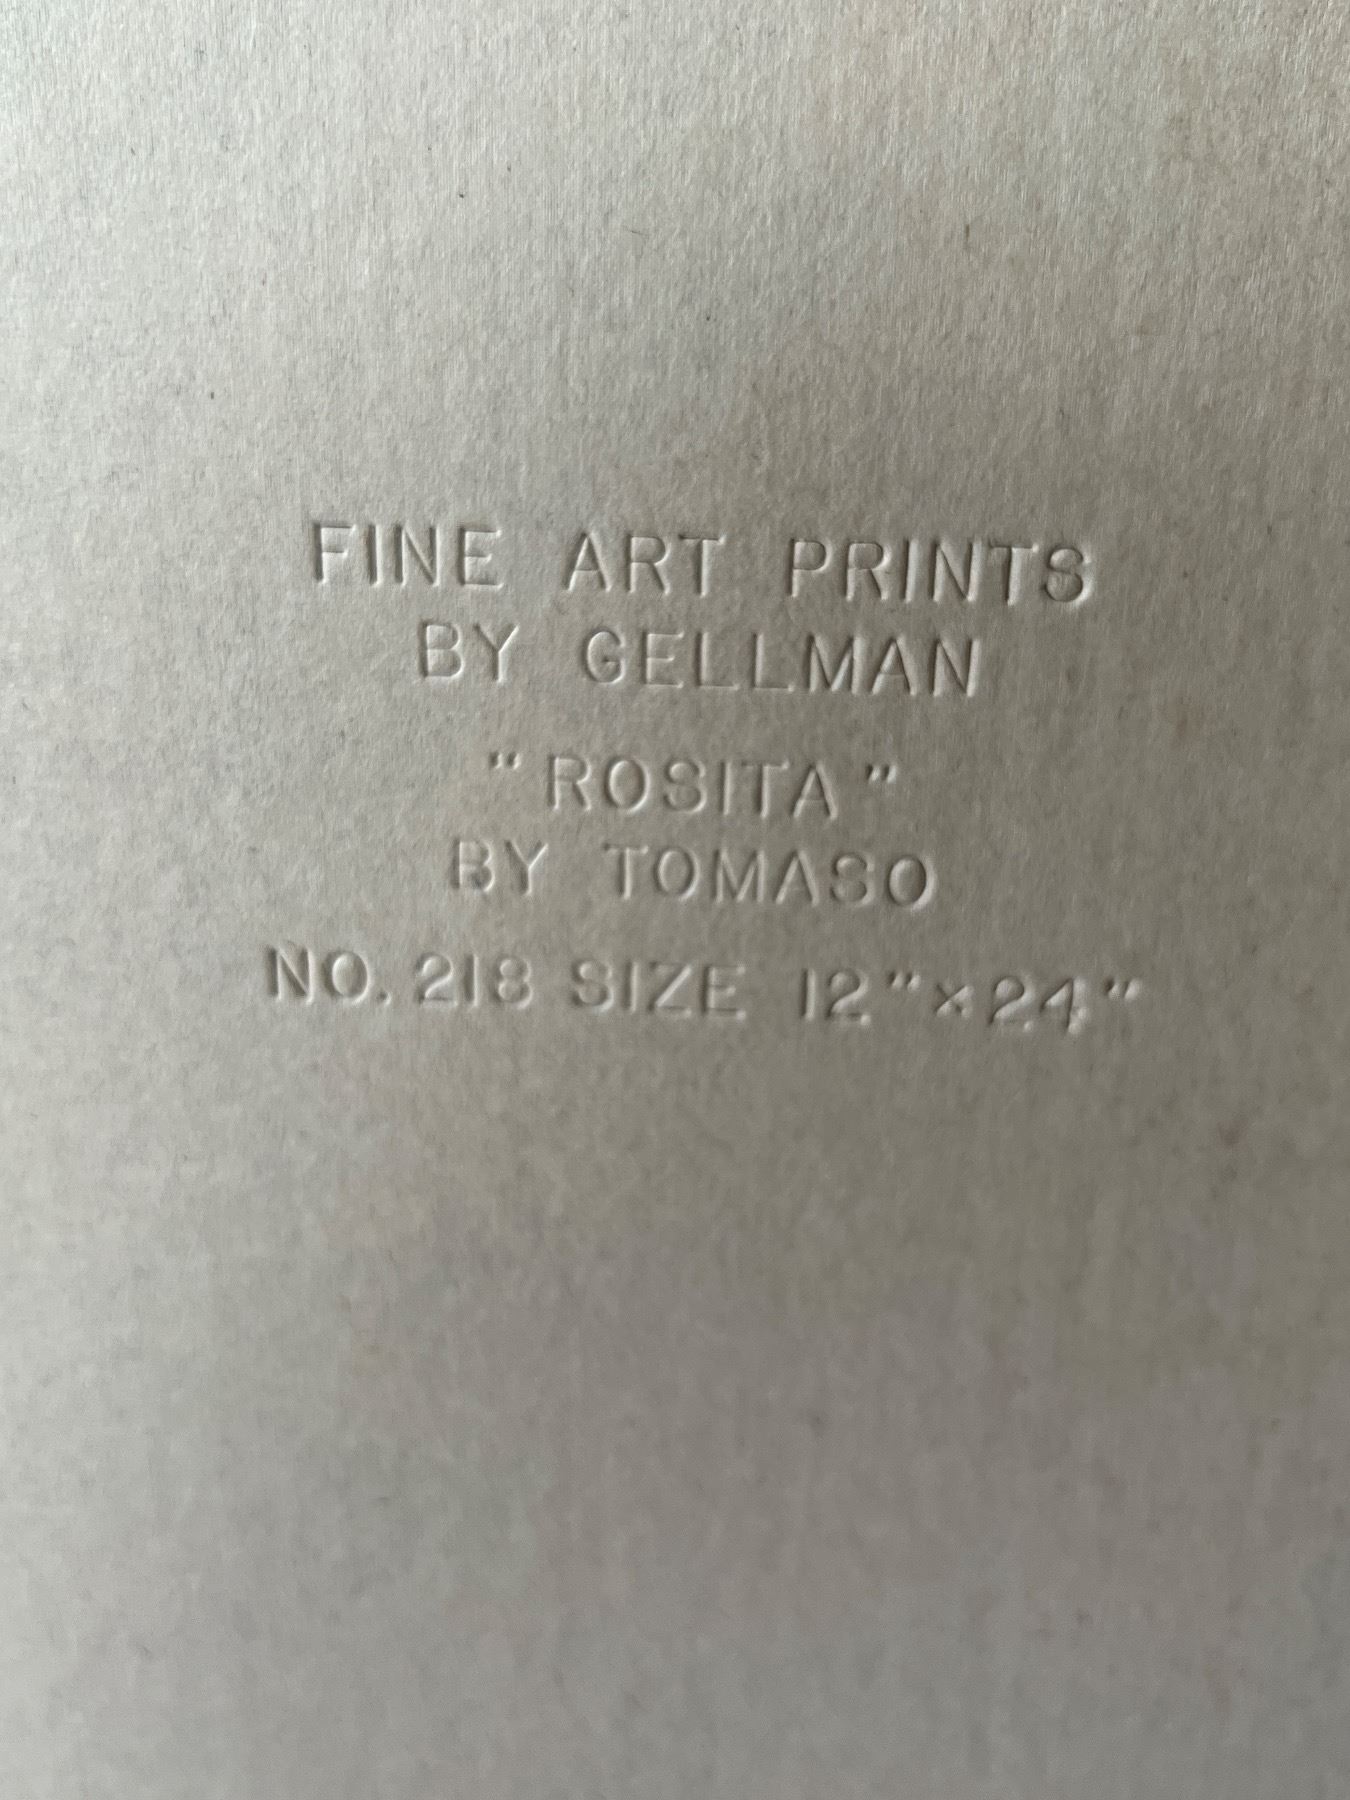 FINE ART PRINTS
BY GELLMAN
"ROSITA"
BY TOMASO
NO. 218 SIZE 12"x24"